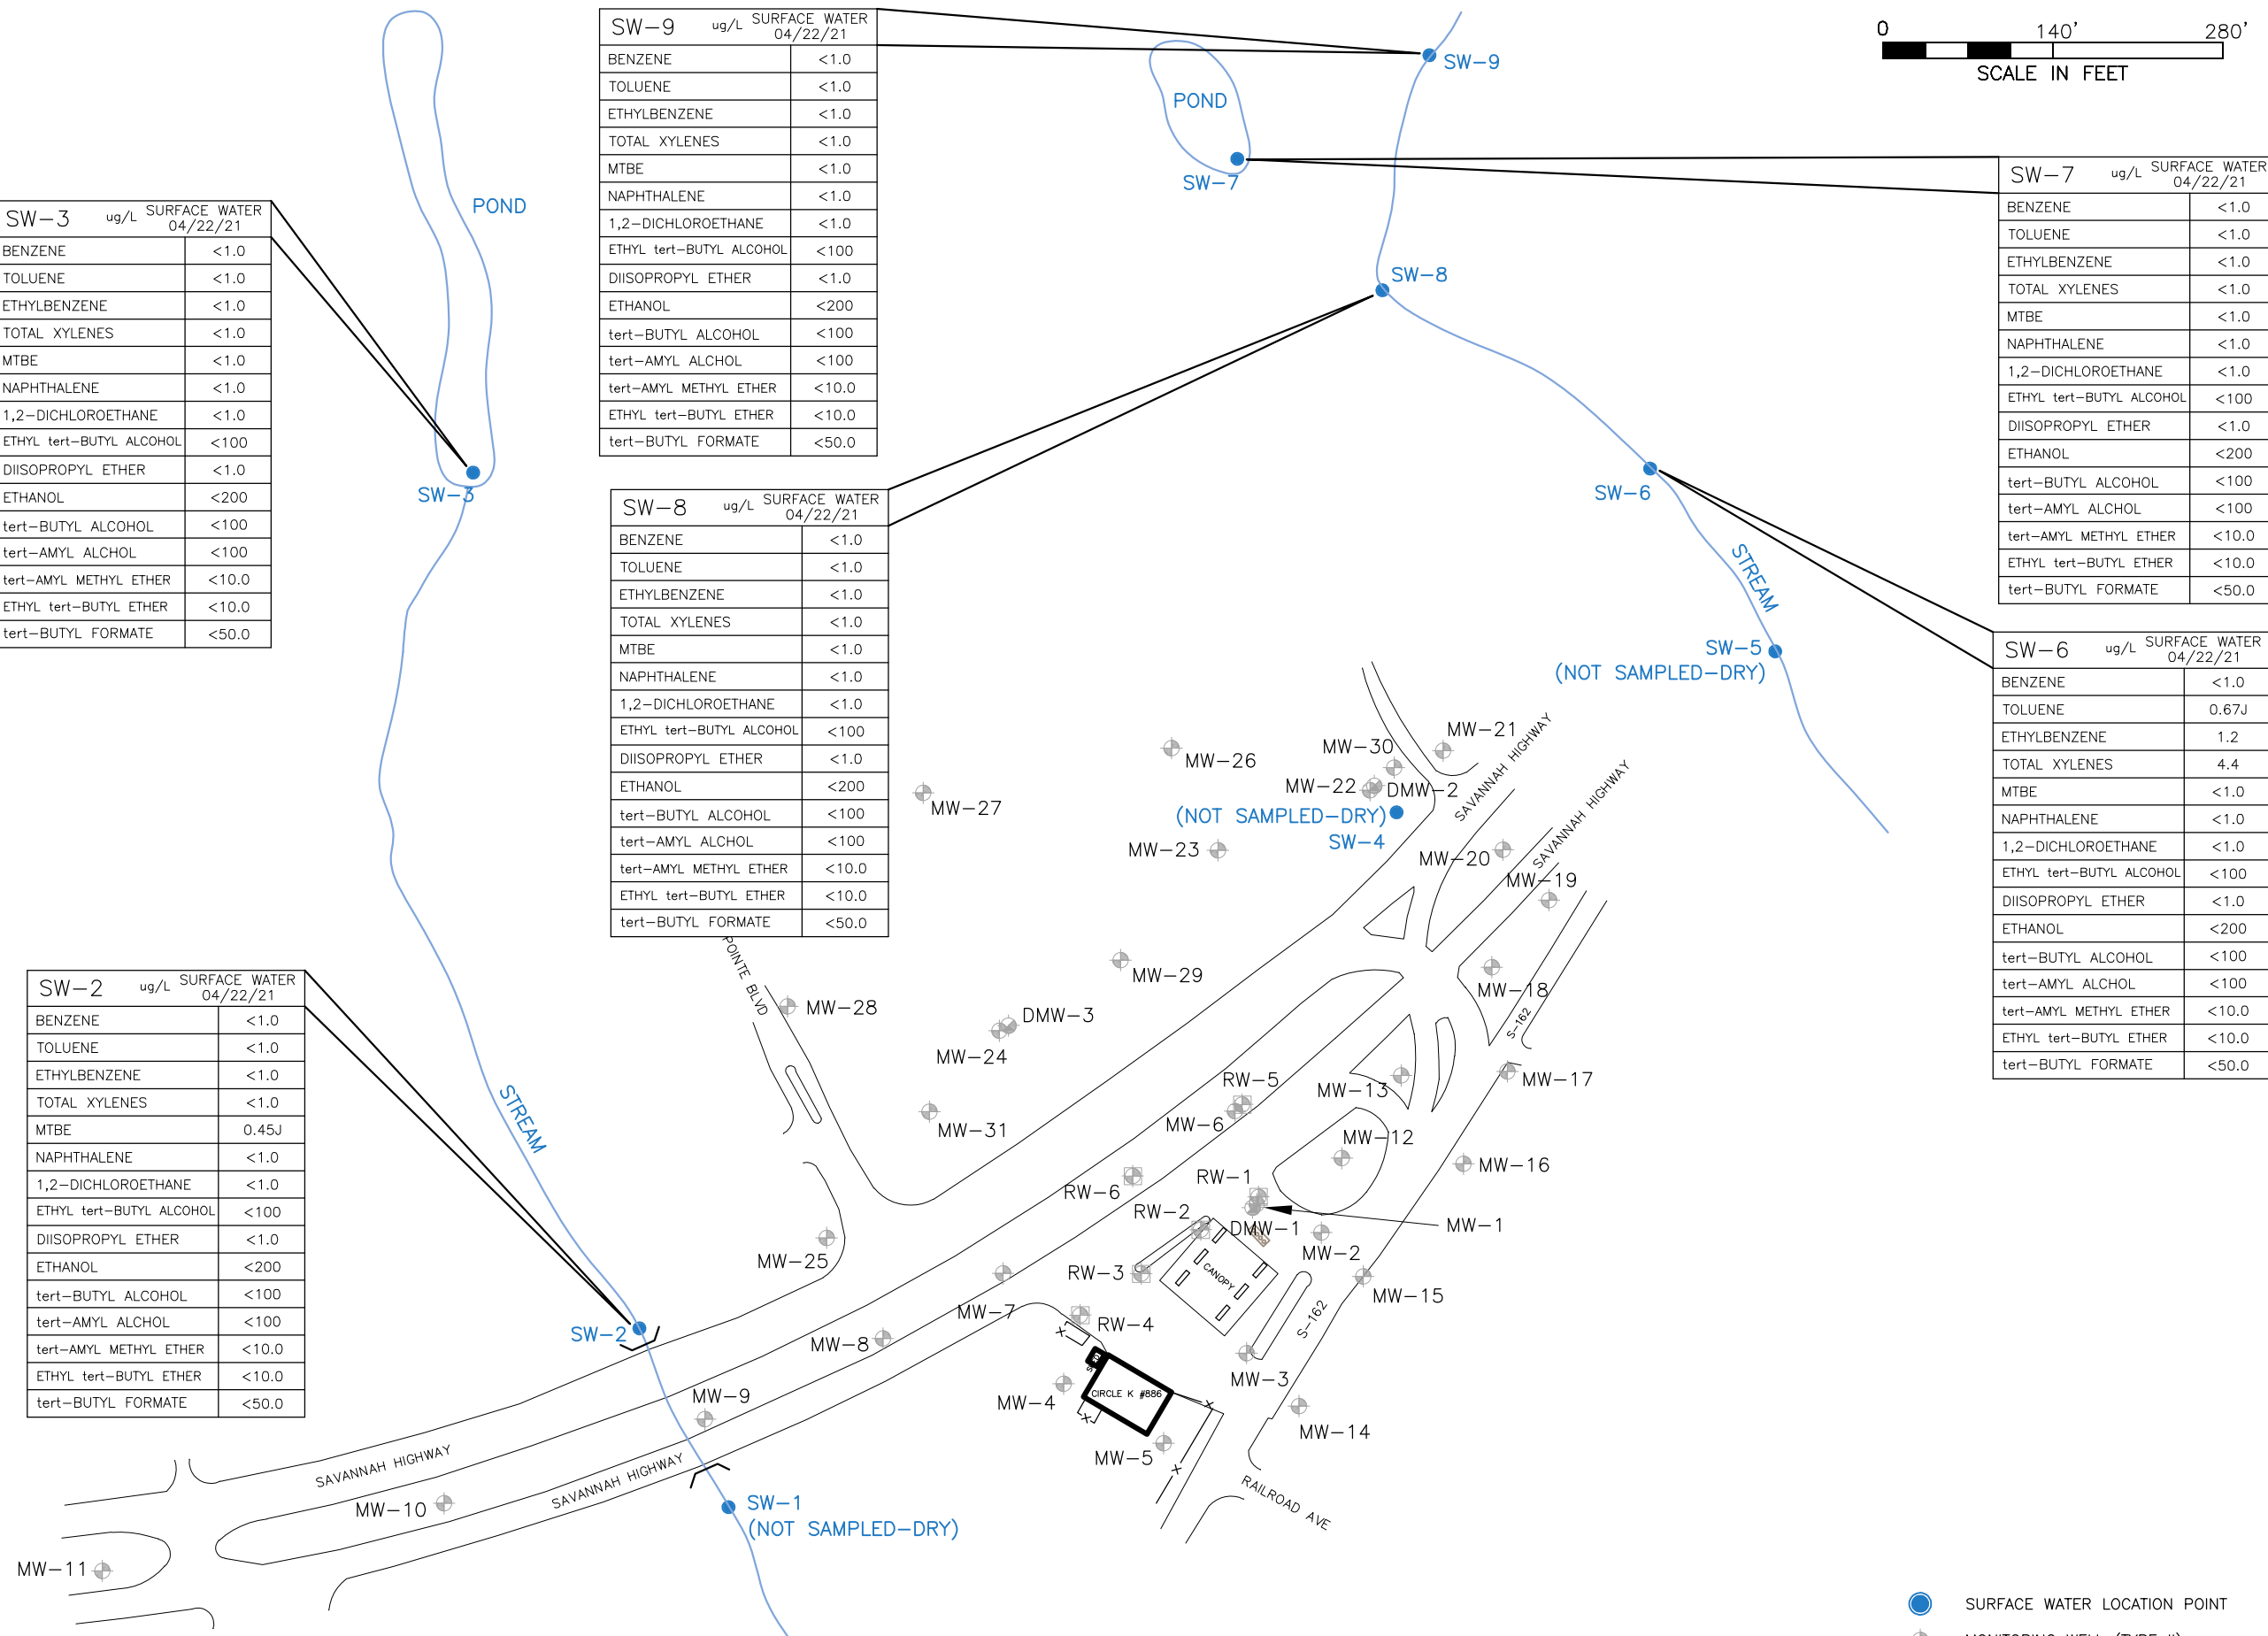 SW-9 ug/L SURFACE WATER
04/22/21
BENZENE <1.0
TOLUENE <1.0
ETHYLBENZENE <1.0
TOTAL XYLENES <1.0
MTBE <1.0
NAPHTHALENE <1.0
1,2-DICHLOROETHANE <1.0
ETHYL tert-BUTYL ALCOHOL <100
DIISOPROPYL ETHER <1.0
ETHANOL <200
tert-BUTYL ALCOHOL <100
tert-AMYL ALCHOL <100
tert-AMYL METHYL ETHER <10.0
ETHYL tert-BUTYL ETHER <10.0
tert-BUTYL FORMATE <50.0
0 140' 280'
SCALE IN FEET
SW-9
POND
SW-7
SW-7 ug/L SURFACE WATER
04/22/21
BENZENE <1.0
TOLUENE <1.0
ETHYLBENZENE <1.0
TOTAL XYLENES <1.0
MTBE <1.0
NAPHTHALENE <1.0
1,2-DICHLOROETHANE <1.0
ETHYL tert-BUTYL ALCOHOL <100
DIISOPROPYL ETHER <1.0
ETHANOL <200
tert-BUTYL ALCOHOL <100
tert-AMYL ALCHOL <100
tert-AMYL METHYL ETHER <10.0
ETHYL tert-BUTYL ETHER <10.0
tert-BUTYL FORMATE <50.0
SW-3 ug/L SURFACE WATER
04/22/21
BENZENE <1.0
TOLUENE <1.0
ETHYLBENZENE <1.0
TOTAL XYLENES <1.0
MTBE <1.0
NAPHTHALENE <1.0
1,2-DICHLOROETHANE <1.0
ETHYL tert-BUTYL ALCOHOL <100
DIISOPROPYL ETHER <1.0
ETHANOL <200
tert-BUTYL ALCOHOL <100
tert-AMYL ALCHOL <100
tert-AMYL METHYL ETHER <10.0
ETHYL tert-BUTYL ETHER <10.0
tert-BUTYL FORMATE <50.0
POND
SW-3
SW-8
SW-6
STREAM
SW-5
(NOT SAMPLED-DRY)
SW-8 ug/L SURFACE WATER
04/22/21
BENZENE <1.0
TOLUENE <1.0
ETHYLBENZENE <1.0
TOTAL XYLENES <1.0
MTBE <1.0
NAPHTHALENE <1.0
1,2-DICHLOROETHANE <1.0
ETHYL tert-BUTYL ALCOHOL <100
DIISOPROPYL ETHER <1.0
ETHANOL <200
tert-BUTYL ALCOHOL <100
tert-AMYL ALCHOL <100
tert-AMYL METHYL ETHER <10.0
ETHYL tert-BUTYL ETHER <10.0
tert-BUTYL FORMATE <50.0
SW-6 ug/L SURFACE WATER
04/22/21
BENZENE <1.0
TOLUENE 0.67J
ETHYLBENZENE 1.2
TOTAL XYLENES 4.4
MTBE <1.0
NAPHTHALENE <1.0
1,2-DICHLOROETHANE <1.0
ETHYL tert-BUTYL ALCOHOL <100
DIISOPROPYL ETHER <1.0
ETHANOL <200
tert-BUTYL ALCOHOL <100
tert-AMYL ALCHOL <100
tert-AMYL METHYL ETHER <10.0
ETHYL tert-BUTYL ETHER <10.0
tert-BUTYL FORMATE <50.0
MW-21
MW-30
MW-26
MW-22
DMW-2
MW-27
(NOT SAMPLED-DRY)
SW-4
MW-23
SAVANNAH HIGHWAY
SAVANNAH HIGHWAY
MW-20
MW-19
MW-18
S-162
MW-29
POINTE BLVD
MW-28
DMW-3
MW-24
MW-31
RW-5
MW-6
MW-13
MW-17
MW-12
MW-16
RW-6
RW-1
RW-2
DMW-1
MW-1
MW-2
MW-25
RW-3
CANOPY
MW-15
MW-7
RW-4
S-162
MW-8
X
MW-3
MW-4
CIRCLE K #886
X
X
MW-14
MW-5
X
RAILROAD AVE
SW-2 ug/L SURFACE WATER
04/22/21
BENZENE <1.0
TOLUENE <1.0
ETHYLBENZENE <1.0
TOTAL XYLENES <1.0
MTBE 0.45J
NAPHTHALENE <1.0
1,2-DICHLOROETHANE <1.0
ETHYL tert-BUTYL ALCOHOL <100
DIISOPROPYL ETHER <1.0
ETHANOL <200
tert-BUTYL ALCOHOL <100
tert-AMYL ALCHOL <100
tert-AMYL METHYL ETHER <10.0
ETHYL tert-BUTYL ETHER <10.0
tert-BUTYL FORMATE <50.0
STREAM
SW-2
MW-9
SAVANNAH HIGHWAY
SAVANNAH HIGHWAY
MW-10
SW-1
(NOT SAMPLED-DRY)
MW-11
SURFACE WATER LOCATION POINT